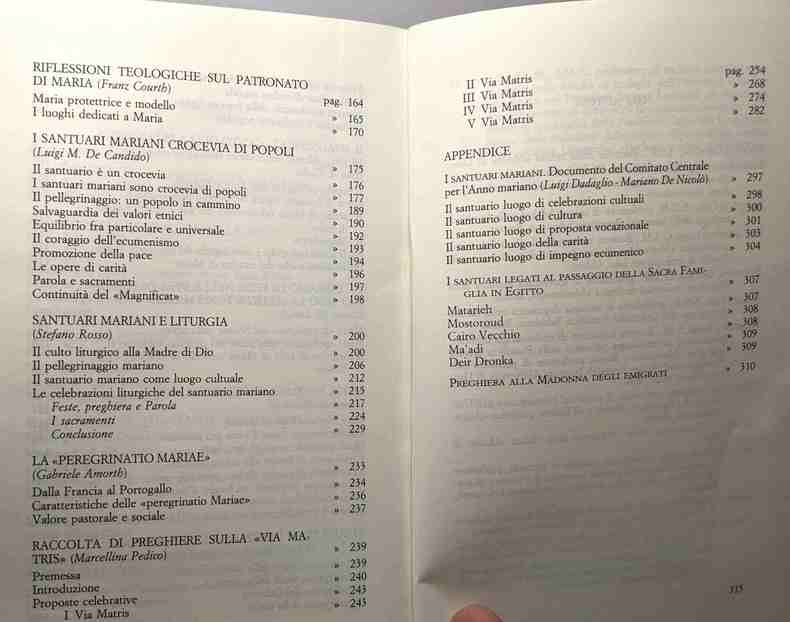 RIFLESSIONI TEOLOGICHE SUL PATRONATO
DI MARIA (Franz Courth) pag. 164
Maria protettrice e modello » 165
I luoghi dedicati a Maria » 170
I SANTUARI MARIANI CROCEVIA DI POPOLI
(Luigi M. De Candido) » 175
Il santuario è un crocevia » 176
I santuari mariani sono crocevia di popoli » 177
Il pellegrinaggio: un popolo in cammino » 189
Salvaguardia dei valori etnici » 190
Equilibrio fra particolare e universale » 192
Il coraggio dell'ecumenismo » 193
Promozione della pace » 194
Le opere di carità » 196
Parola e sacramenti » 197
Continuità del «Magnificat» » 198
SANTUARI MARIANI E LITURGIA
(Stefano Rosso) » 200
Il culto liturgico alla Madre di Dio » 200
Il pellegrinaggio mariano » 206
Il santuario mariano come luogo cultuale » 212
Le celebrazioni liturgiche del santuario mariano » 215
Feste, preghiera e Parola » 217
I sacramenti » 224
Conclusione » 229
LA «PEREGRINATIO MARIAE»
(Gabriele Amorth) » 233
Dalla Francia al Portogallo » 234
Caratteristiche delle «peregrinatio Mariae» » 236
Valore pastorale e sociale » 237
RACCOLTA DI PREGHIERE SULLA «VIA MA-
TRIS» (Marcellina Pedico) » 239
Premessa » 239
Introduzione » 240
Proposte celebrative » 243
I Via Matris » 243
II Via Matris pag. 254
III Via Matris » 268
IV Via Matris » 274
V Via Matris » 282
APPENDICE
I SANTUARI MARIANI. Documento del Comitato Centrale
per l'Anno mariano (Luigi Dadaglio - Mariano De Nicolò) » 297
Il santuario luogo di celebrazioni cultuali » 298
Il santuario luogo di cultura » 300
Il santuario luogo di proposta vocazionale » 301
Il santuario luogo della carità » 303
Il santuario luogo di impegno ecumenico » 304
I SANTUARI LEGATI AL PASSAGGIO DELLA SACRA FAMI-
GLIA IN EGITTO » 307
Matarieh » 307
Mostoroud » 308
Cairo Vecchio » 308
Ma'adi » 309
Deir Dronka » 309
PREGHIERA ALLA MADONNA DEGLI EMIGRATI » 310
315